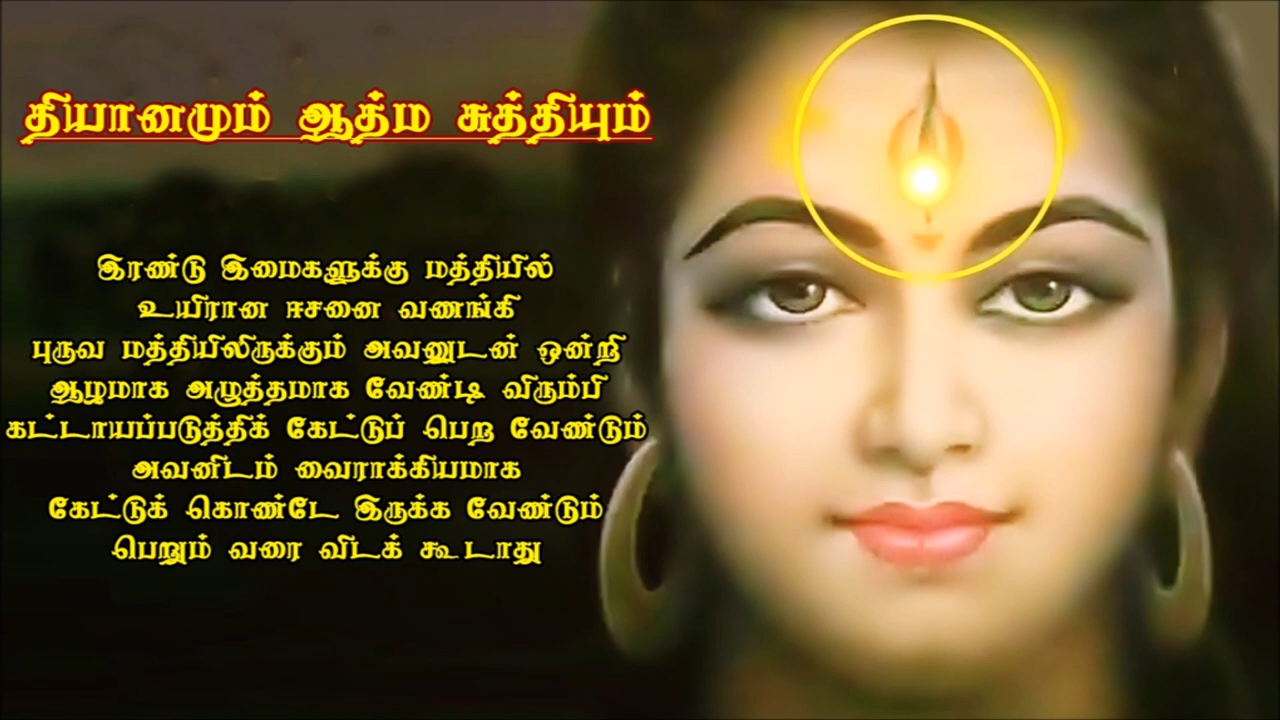 தியானமும் ஆத்ம சுத்தியும்
இரண்டு இமைகளுக்கு மத்தியில்
உயிரான ஈசனை வணங்கி
புருவ மத்தியிலிருக்கும் அவனுடன் ஒன்றி
ஆழமாக அழுத்தமாக வேண்டி விரும்பி
கட்டாயப்படுத்திக் கேட்டுப் பெற வேண்டும்
அவனிடம் வைராக்கியமாக
கேட்டுக் கொண்டே இருக்க வேண்டும்
பெறும் வரை விடக் கூடாது